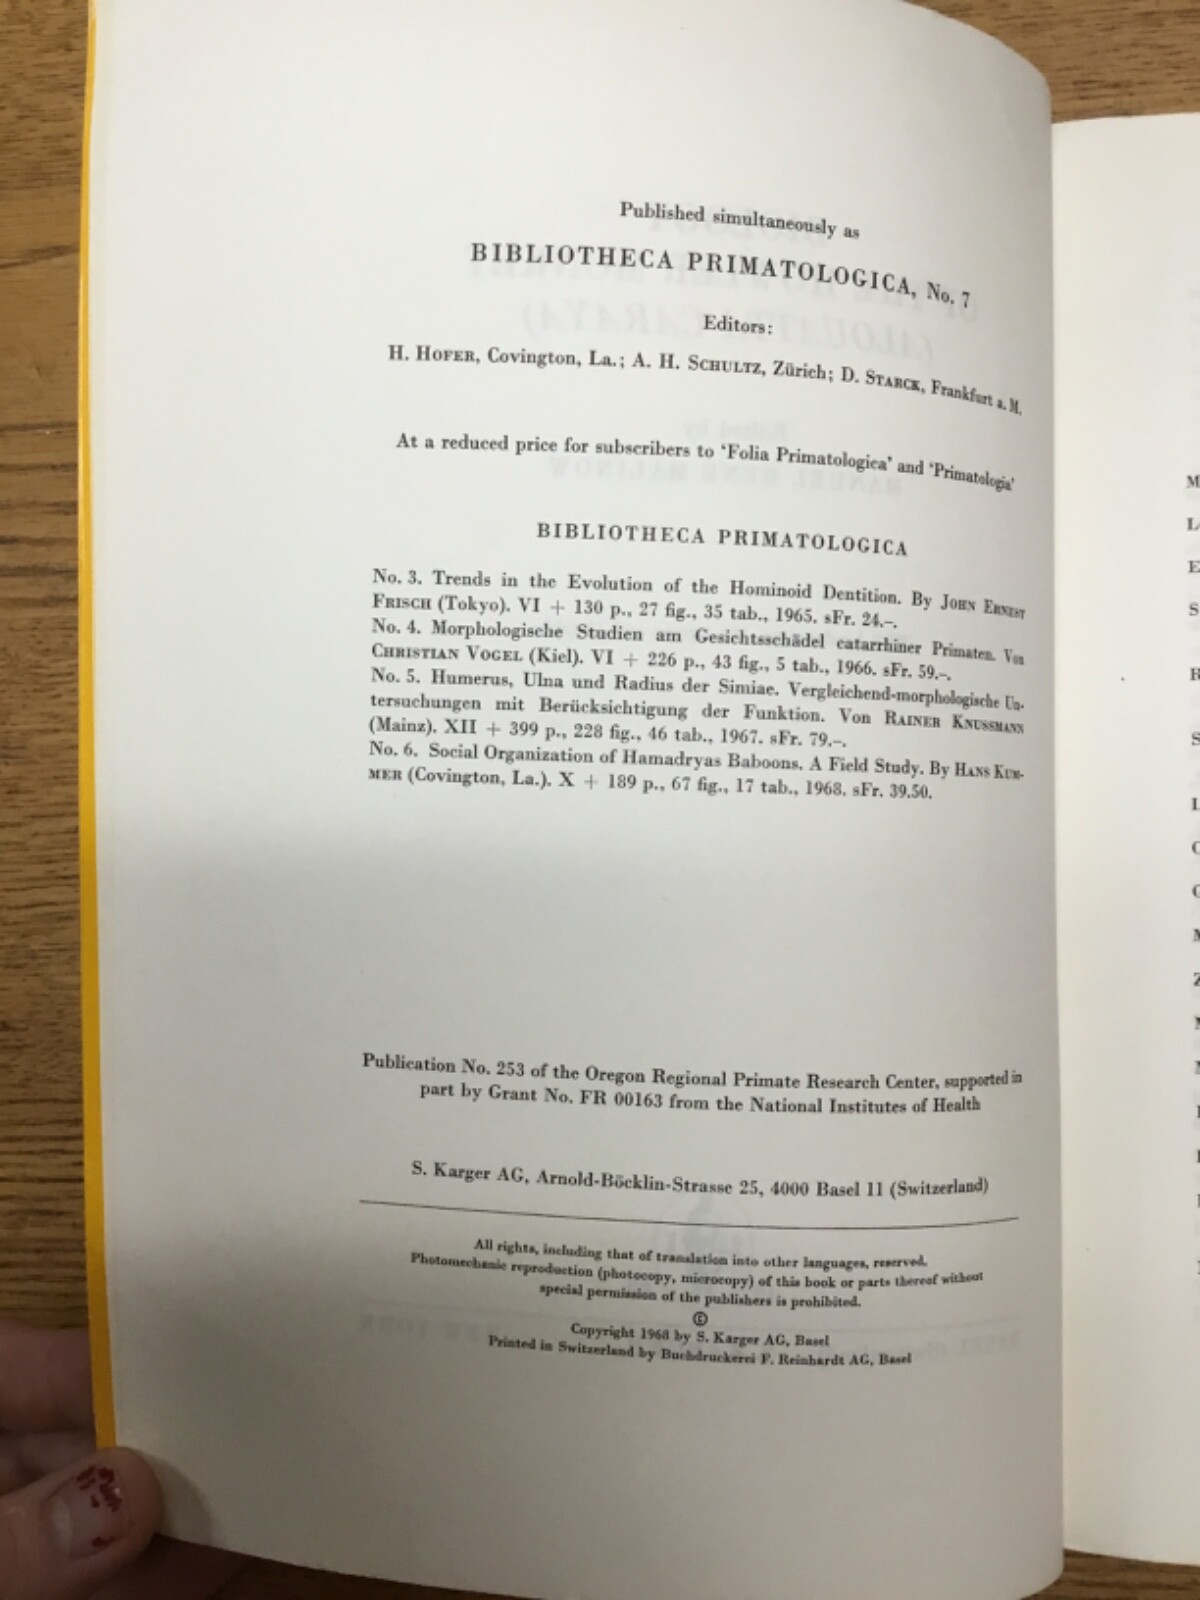 Published simultaneously as
BIBLIOTHECA PRIMATOLOGICA, No. 7
Editors:
H. HOFER, Covington, La.; A. H. SCHULTZ, Zürich; D. STARCK, Frankfurt a. M.
At a reduced price for subscribers to ‘Folia Primatologica’ and ‘Primatologia’
BIBLIOTHECA PRIMATOLOGICA
No. 3. Trends in the Evolution of the Hominoid Dentition. By JOHN ERNEST
FRISCH (Tokyo). VI + 130 p., 27 fig., 35 tab., 1965. sFr. 24.–.
No. 4. Morphologische Studien am Gesichtsschädel catarrhiner Primaten. Von
CHRISTIAN VOGEL (Kiel). VI + 226 p., 43 fig., 5 tab., 1966. sFr. 59.–.
No. 5. Humerus, Ulna und Radius der Simiae. Vergleichend-morphologische Un-
tersuchungen mit Berücksichtigung der Funktion. Von RAINER KNUSSMANN
(Mainz). XII + 399 p., 228 fig., 46 tab., 1967. sFr. 79.–.
No. 6. Social Organization of Hamadryas Baboons. A Field Study. By HANS KUM-
MER (Covington, La.). X + 189 p., 67 fig., 17 tab., 1968. sFr. 39.50.
Publication No. 253 of the Oregon Regional Primate Research Center, supported in
part by Grant No. FR 00163 from the National Institutes of Health
S. Karger AG, Arnold-Böcklin-Strasse 25, 4000 Basel 11 (Switzerland)
All rights, including that of translation into other languages, reserved.
Photomechanic reproduction (photocopy, microcopy) of this book or parts thereof without
special permission of the publishers is prohibited.
©
Copyright 1968 by S. Karger AG, Basel
Printed in Switzerland by Buchdruckerei F. Reinhardt AG, Basel